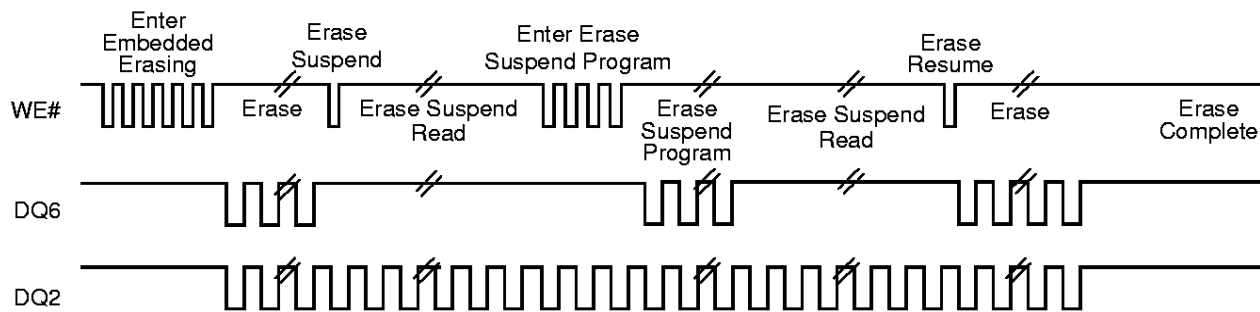 Enter
Embedded
Erasing
Erase
Suspend
Enter Erase
Suspend Program
Erase
Resume
WE#
Erase
Erase Suspend
Read
Erase
Suspend
Program
Erase Suspend
Read
Erase
Erase
Complete
DQ6
DQ2